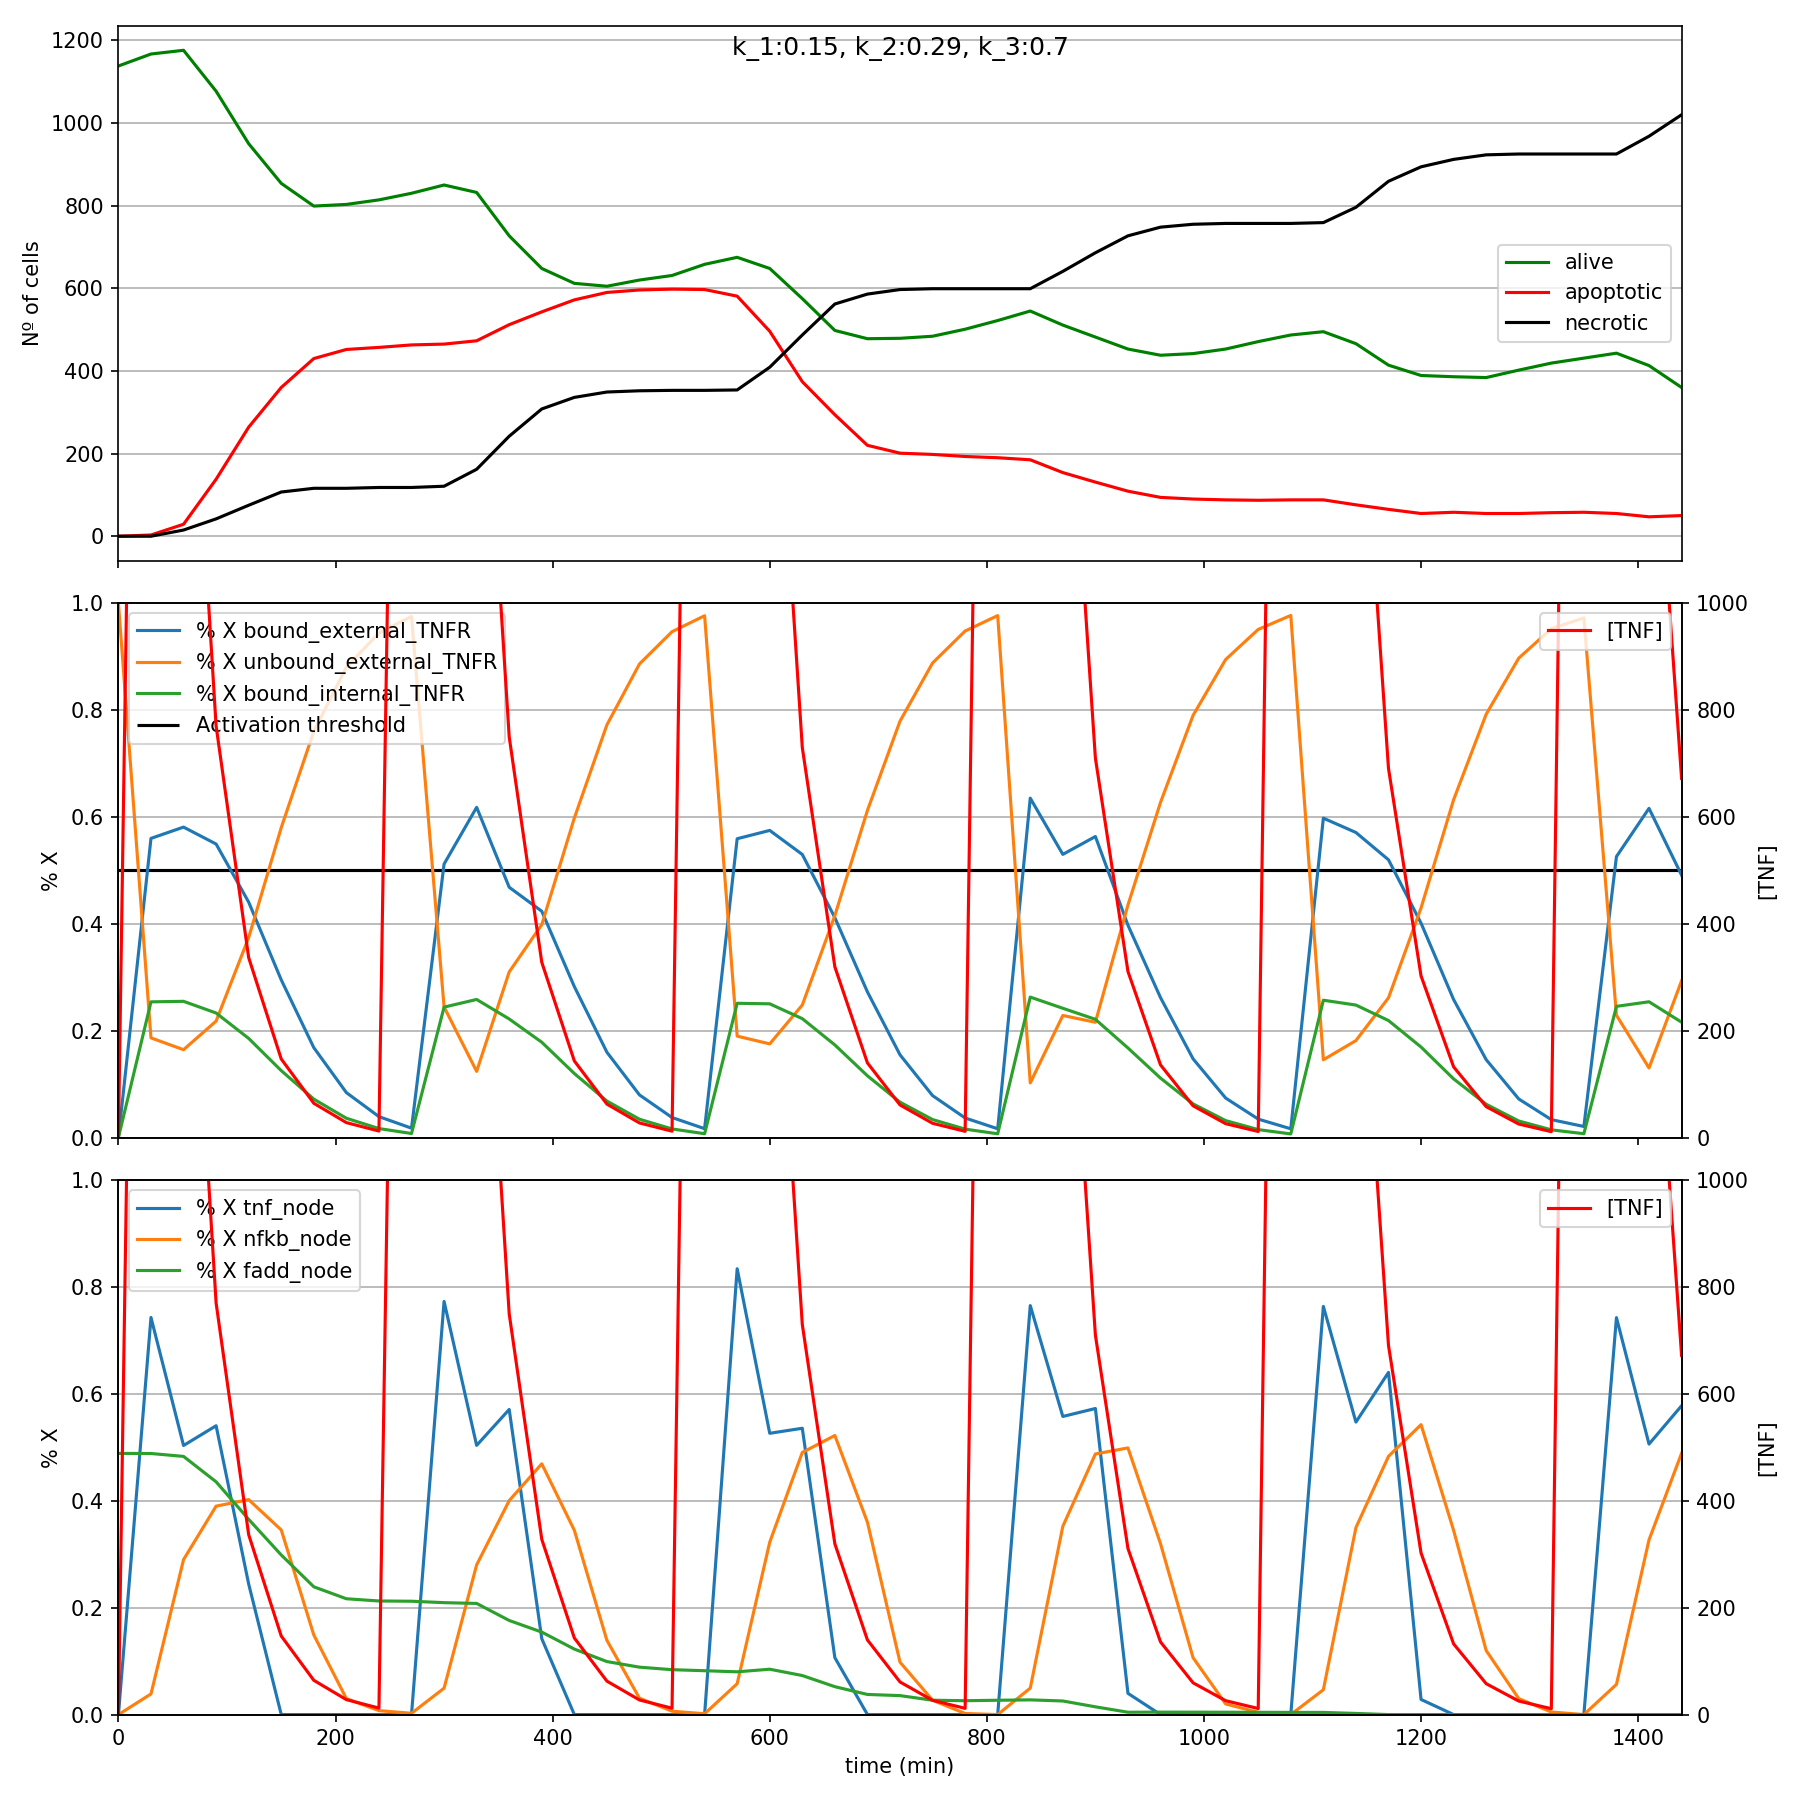 k_1:0.15, k_2:0.29, k_3:0.7
1200
1000
800
600
400
200
0
Nº of cells
alive
apoptotic
necrotic
1.0
0.8
0.6
0.4
0.2
0.0
% X
% X bound_external_TNFR
% X unbound_external_TNFR
% X bound_internal_TNFR
Activation threshold
[TNF]
1000
800
600
400
200
0
[TNF]
1.0
0.8
0.6
0.4
0.2
0.0
% X
% X tnf_node
% X nfkb_node
% X fadd_node
[TNF]
1000
800
600
400
200
0
[TNF]
0 200 400 600 800 1000 1200 1400
time (min)